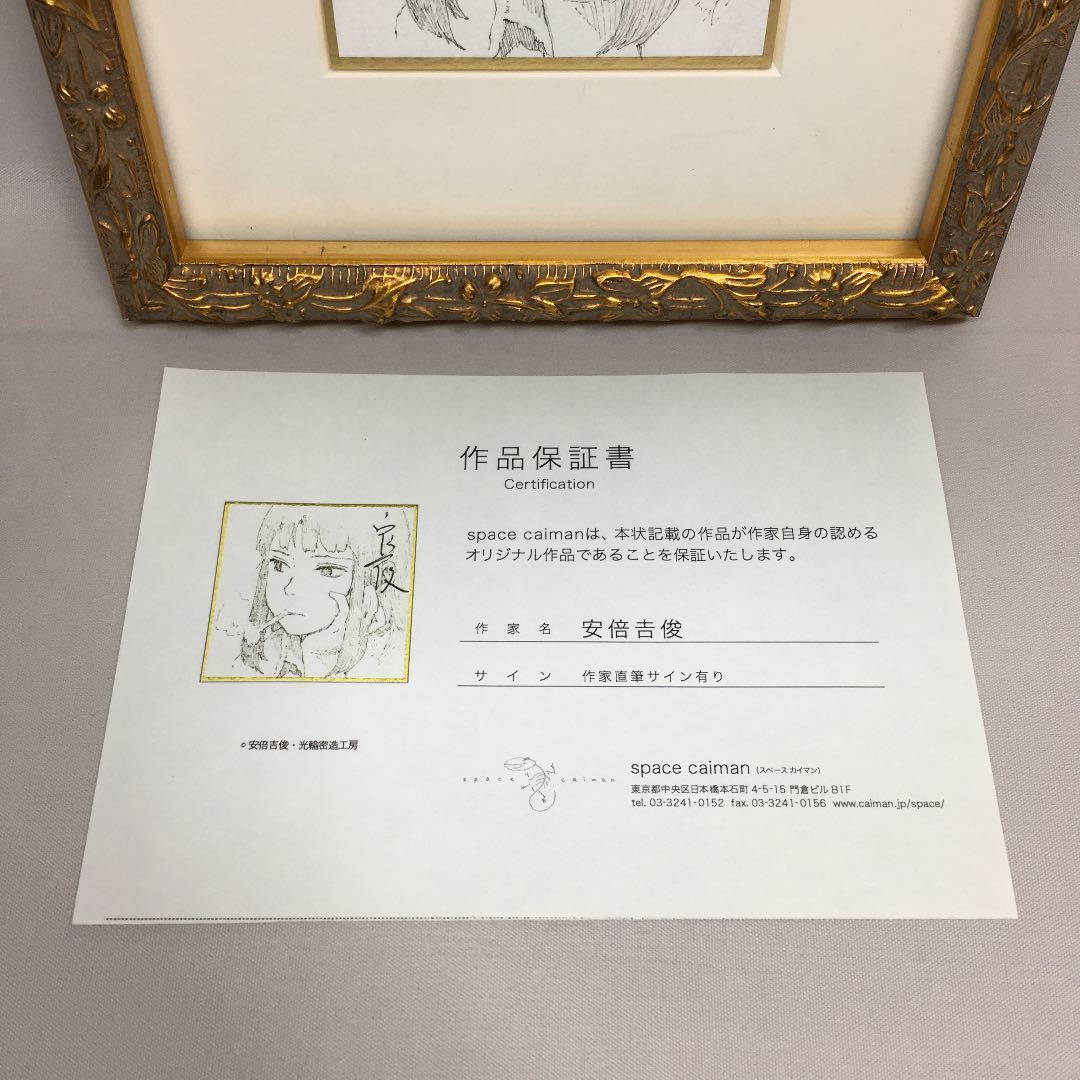 作品保証書
Certification
space caimanは、本状記載の作品が作家自身の認める
オリジナル作品であることを保証いたします。
作家名 安倍𠮷俊
サイン 作家直筆サイン有り
© 安倍吉俊・光輪密造工房
space caiman
space caiman (スペース カイマン)
東京都中央区日本橋本石町 4-5-15 門倉ビル B1F
tel. 03-3241-0152 fax. 03-3241-0156 www.caiman.jp/space/